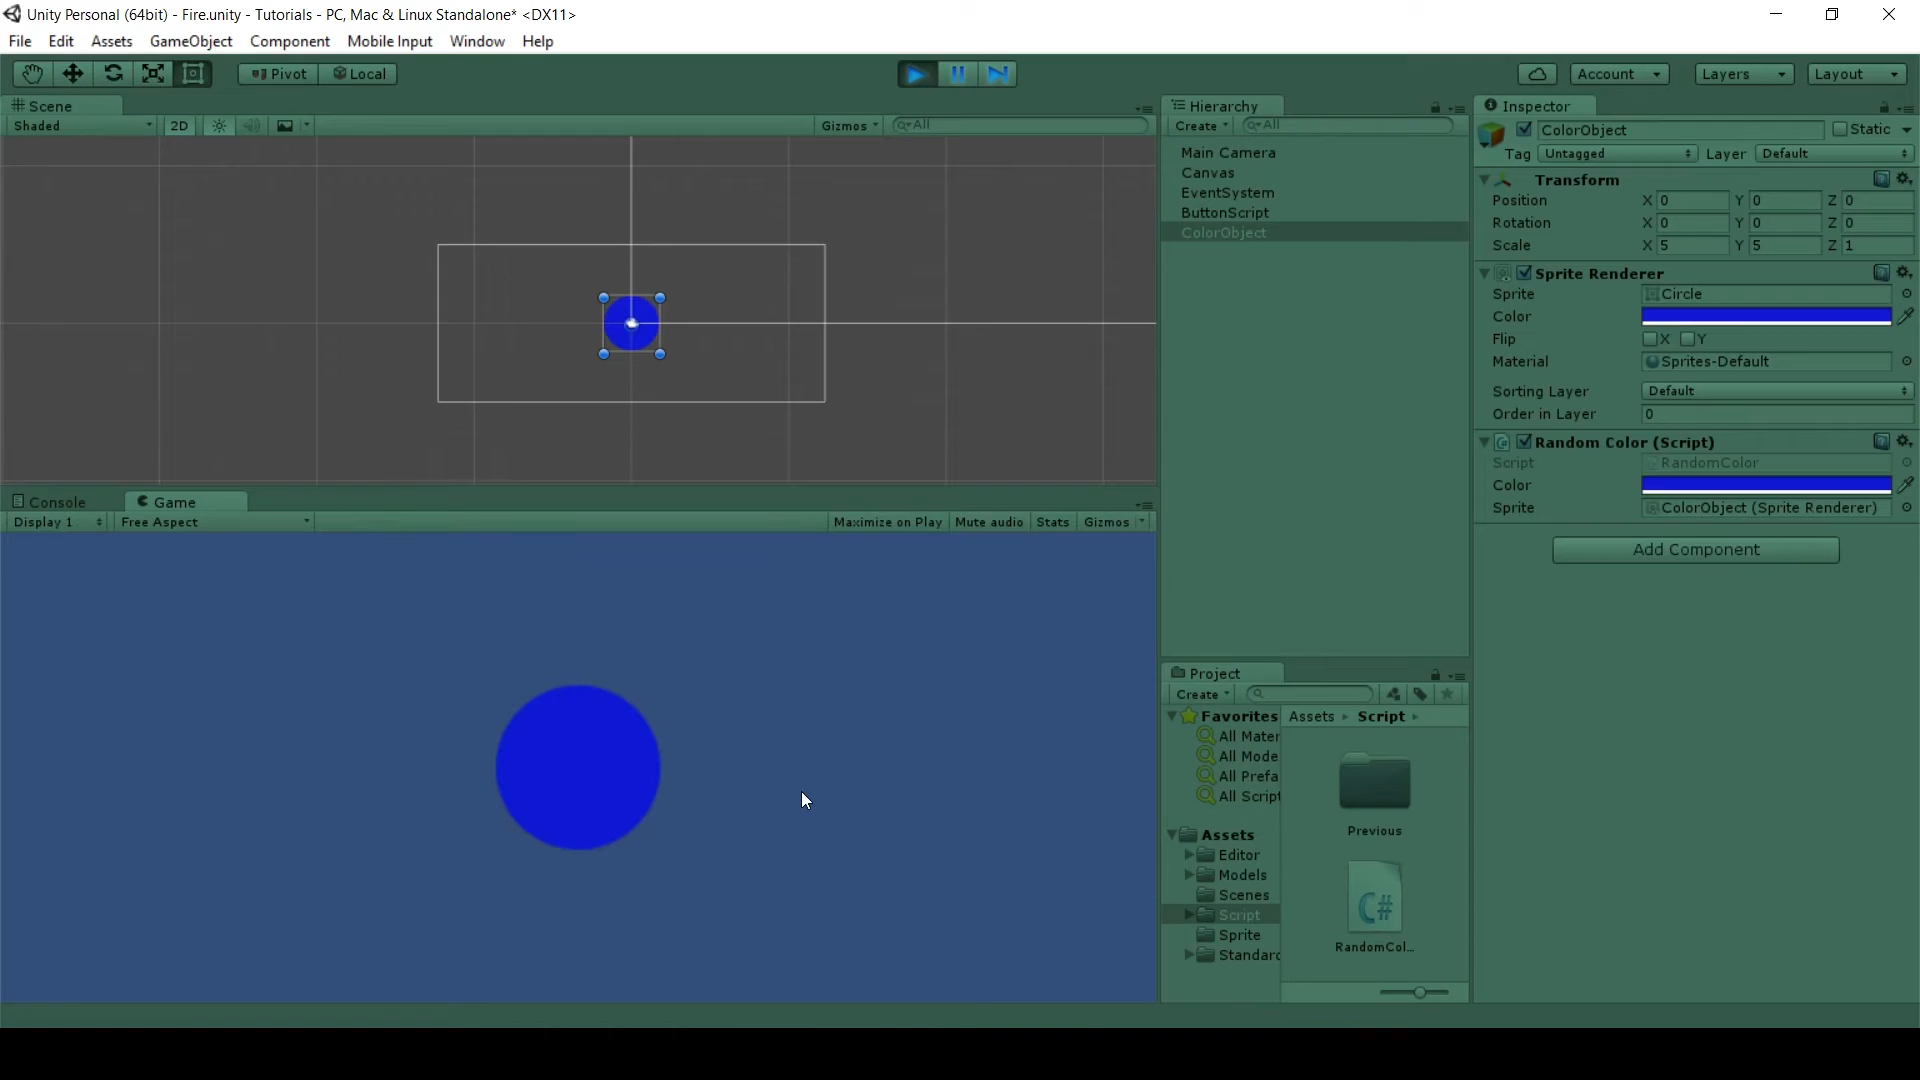 Unity Personal (64bit) - Fire.unity - Tutorials - PC, Mac & Linux Standalone* <DX11>
File Edit Assets GameObject Component Mobile Input Window Help
Pivot Local Account Layers Layout
Scene
Shaded 2D Gizmos All
Hierarchy
Create All
Main Camera
Canvas
EventSystem
ButtonScript
ColorObject
Inspector
ColorObject Static
Tag Untagged Layer Default
Transform
Position X 0 Y 0 Z 0
Rotation X 0 Y 0 Z 0
Scale X 5 Y 5 Z 1
Sprite Renderer
Sprite Circle
Color
Flip X Y
Material Sprites-Default
Sorting Layer Default
Order in Layer 0
Random Color (Script)
Script RandomColor
Color
Sprite ColorObject (Sprite Renderer)
Add Component
Console Game
Display 1 Free Aspect Maximize on Play Mute audio Stats Gizmos
Project
Create
Favorites
All Mater
All Mode
All Prefa
All Script
Assets
Editor
Models
Scenes
Script
Sprite
Standard
Assets Script
Previous
C#
RandomCol...